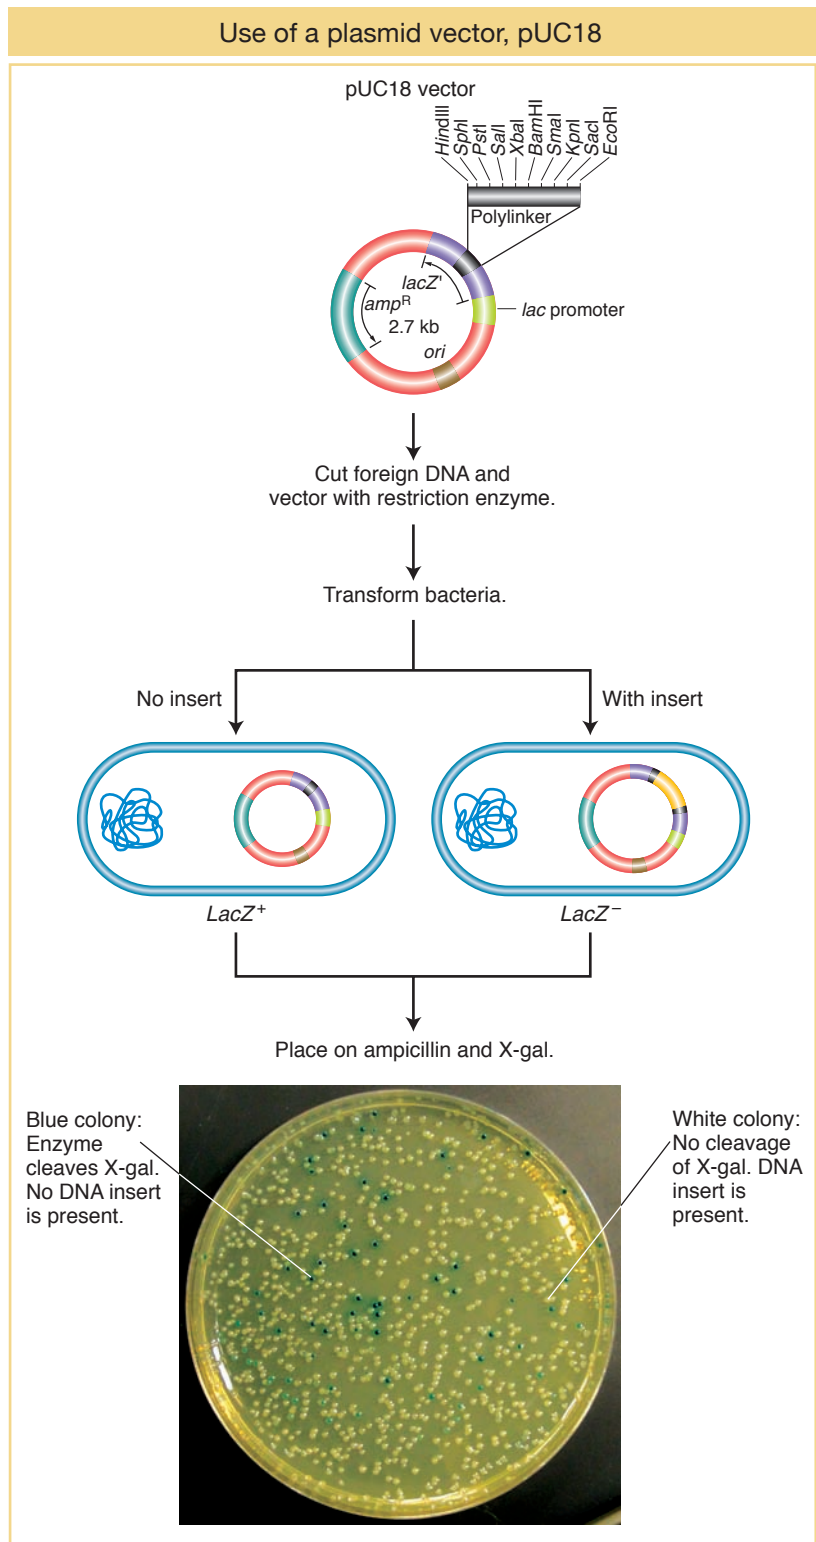 Use of a plasmid vector, pUC18
pUC18 vector
HindIII
SphI
PstI
SalI
XbaI
BamHI
SmaI
KpnI
SacI
EcoRI
Polylinker
lacZ'
ampR
2.7 kb
ori
lac promoter
Cut foreign DNA and
vector with restriction enzyme.
Transform bacteria.
No insert
With insert
LacZ+
LacZ−
Place on ampicillin and X-gal.
Blue colony:
Enzyme
cleaves X-gal.
No DNA insert
is present.
White colony:
No cleavage
of X-gal. DNA
insert is
present.